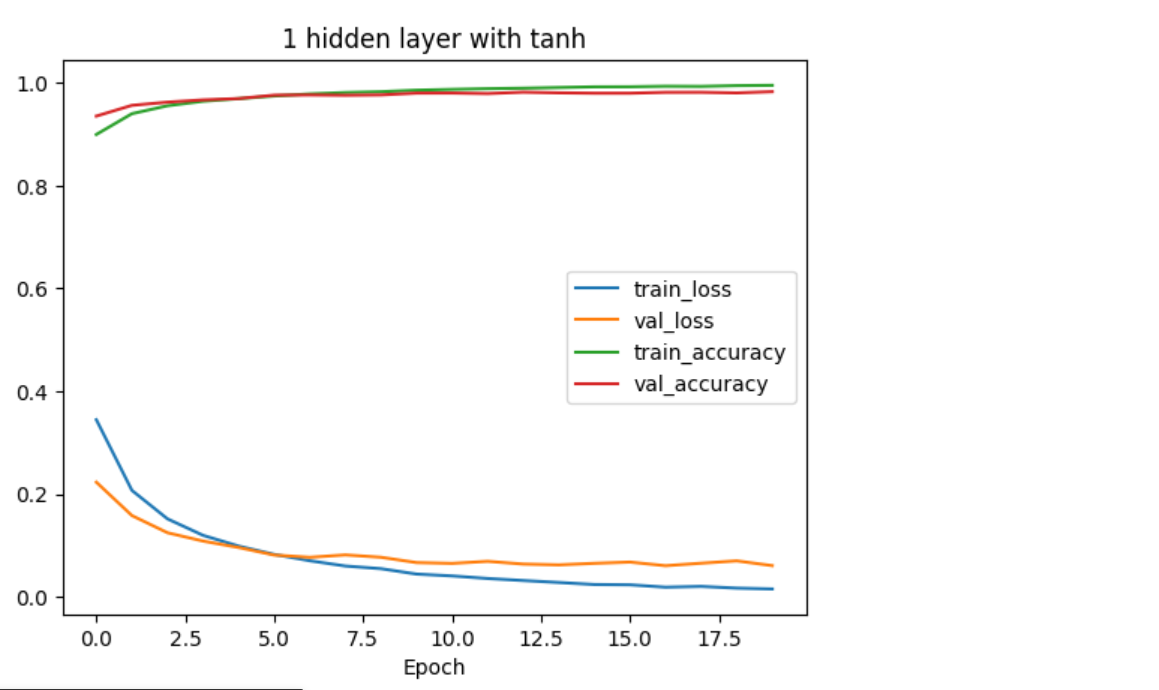 1 hidden layer with tanh
1.0
0.8
0.6
0.4
0.2
0.0
train_loss
val_loss
train_accuracy
val_accuracy
0.0 2.5 5.0 7.5 10.0 12.5 15.0 17.5
Epoch